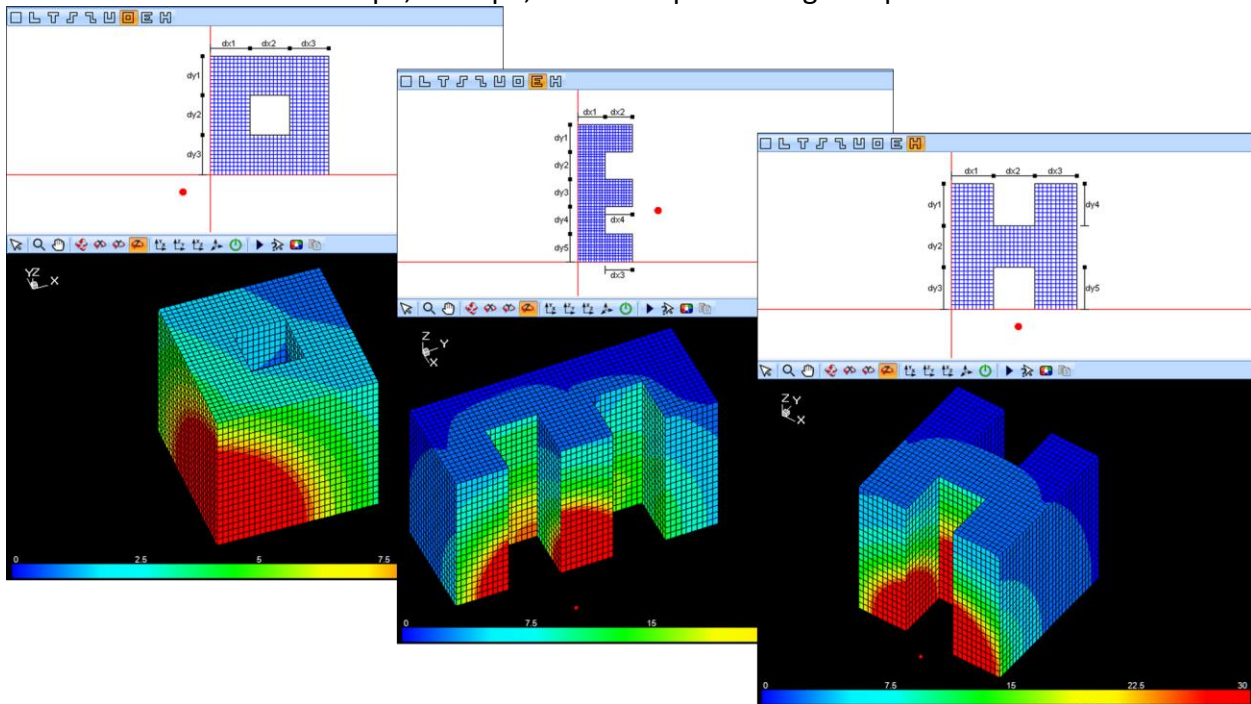 dx1 dx2 dx3
dy1
dy2
dy3
YZ
X
0 2.5 5 7.5
dx1 dx2
dy1
dy2
dy3
dy4 dx4
dy5
dx3
Z
Y
X
0 7.5 15
dx1 dx2 dx3
dy1 dy4
dy2
dy3 dy5
Z Y
X
0 7.5 15 22.5 30